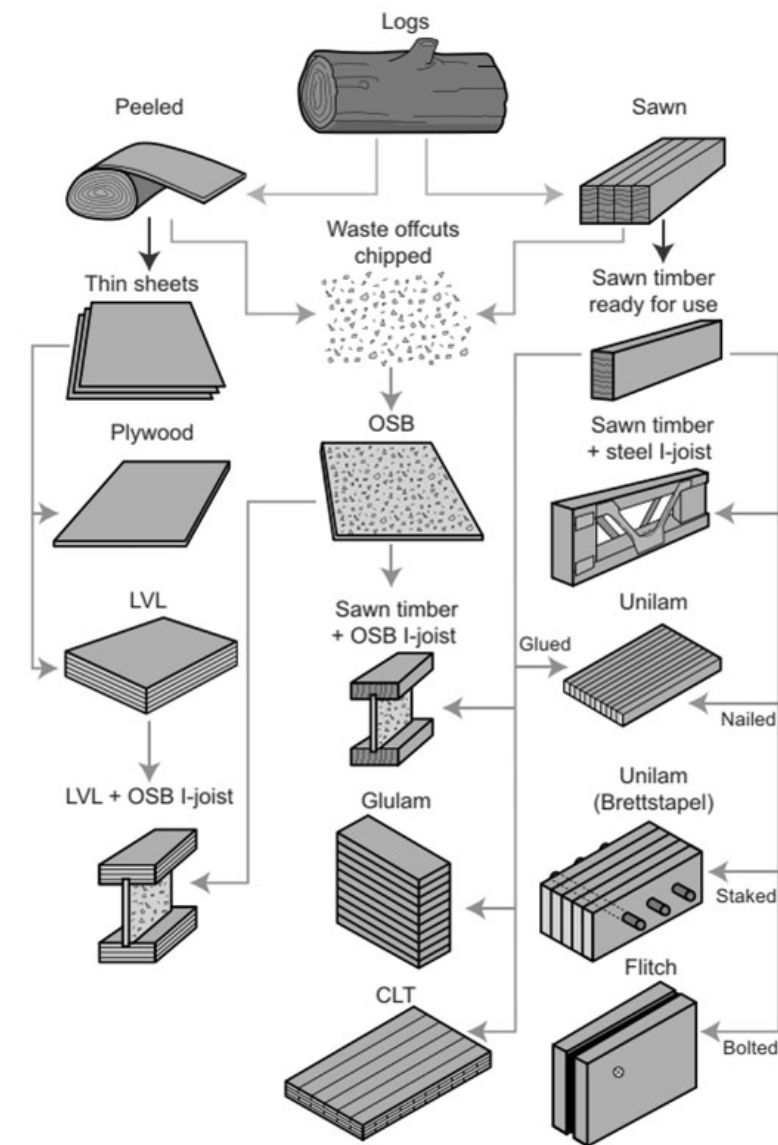 Logs
Peeled
Sawn
Waste offcuts
chipped
Thin sheets
Sawn timber
ready for use
Plywood
OSB
Sawn timber
+ steel I-joist
LVL
Sawn timber
+ OSB I-joist
Unilam
Glued
Nailed
LVL + OSB I-joist
Glulam
Unilam
(Brettstapel)
Staked
CLT
Flitch
Bolted